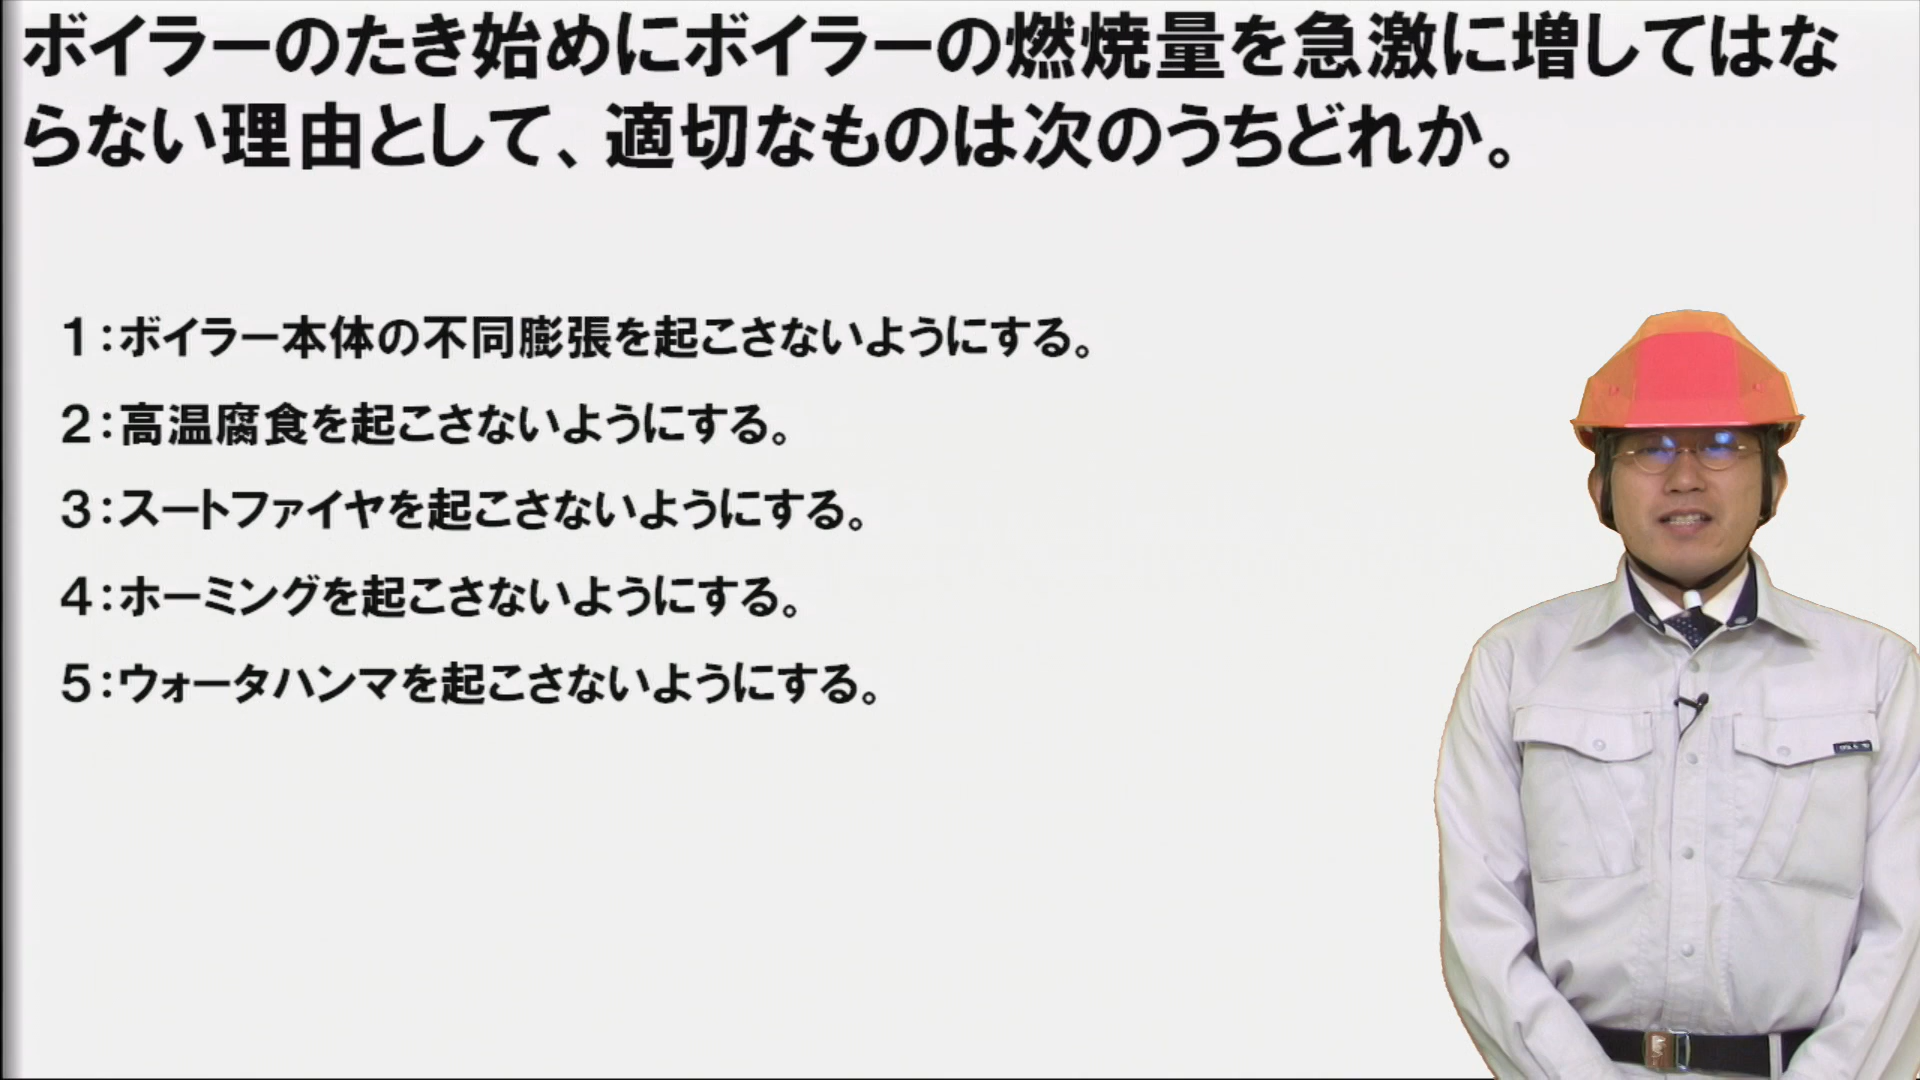 ボイラーのたき始めにボイラーの燃焼量を急激に増してはな
らない理由として、適切なものは次のうちどれか。
１：ボイラー本体の不同膨張を起こさないようにする。
２：高温腐食を起こさないようにする。
３：スートファイヤを起こさないようにする。
４：ホーミングを起こさないようにする。
５：ウォータハンマを起こさないようにする。